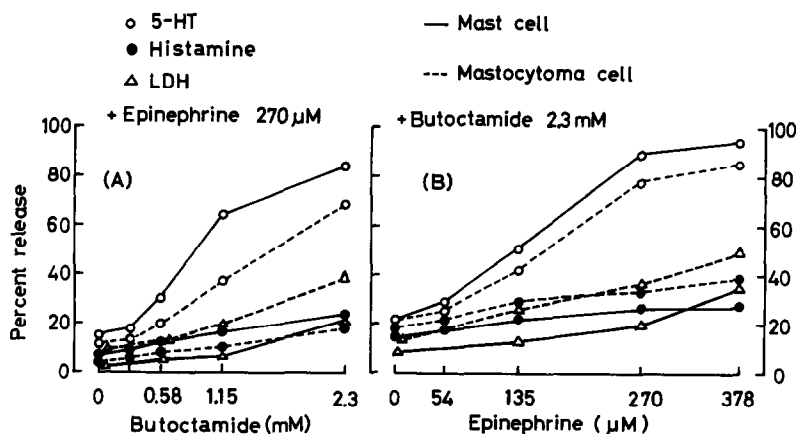 5-HT
Histamine
LDH
Mast cell
Mastocytoma cell
+ Epinephrine 270 μM
+ Butoctamide 2.3 mM
(A)
(B)
Percent release
100
80
60
40
20
0
0 0.58 1.15 2.3
Butoctamide (mM)
100
80
60
40
20
0
0 54 135 270 378
Epinephrine (μM)